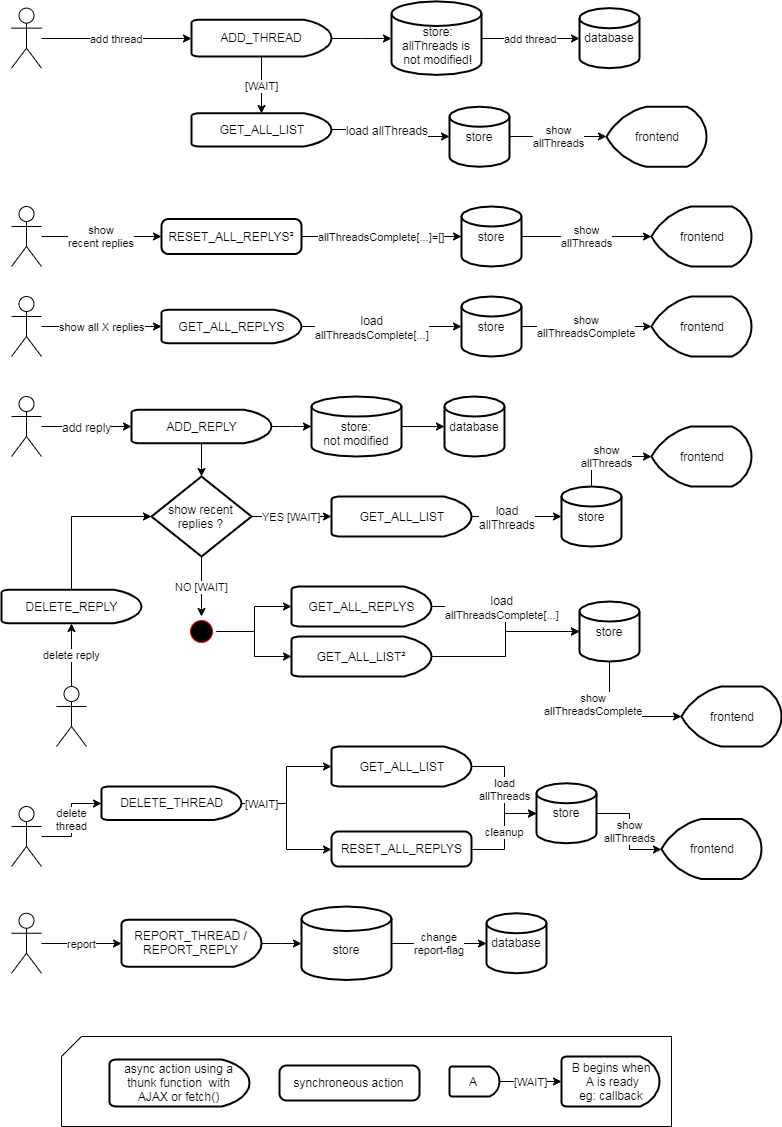 add thread
ADD_THREAD
store:
allThreads is
not modified!
add thread
database
[WAIT]
GET_ALL_LIST
load allThreads
store
show
allThreads
frontend
show
recent replies
RESET_ALL_REPLYS²
allThreadsComplete[...]=[]
store
show
allThreads
frontend
show all X replies
GET_ALL_REPLYS
load
allThreadsComplete[...]
store
show
allThreadsComplete
frontend
add reply
ADD_REPLY
store:
not modified
database
show
allThreads
frontend
show recent
replies ?
YES [WAIT]
GET_ALL_LIST
load
allThreads
store
NO [WAIT]
DELETE_REPLY
GET_ALL_REPLYS
load
allThreadsComplete[...]
store
GET_ALL_LIST²
delete reply
show
allThreadsComplete
frontend
GET_ALL_LIST
delete
thread
DELETE_THREAD
[WAIT]
load
allThreads
cleanup
store
show
allThreads
frontend
RESET_ALL_REPLYS
report
REPORT_THREAD /
REPORT_REPLY
store
change
report-flag
database
async action using a
thunk function with
AJAX or fetch()
synchroneous action
A
[WAIT]
B begins when
A is ready
eg: callback